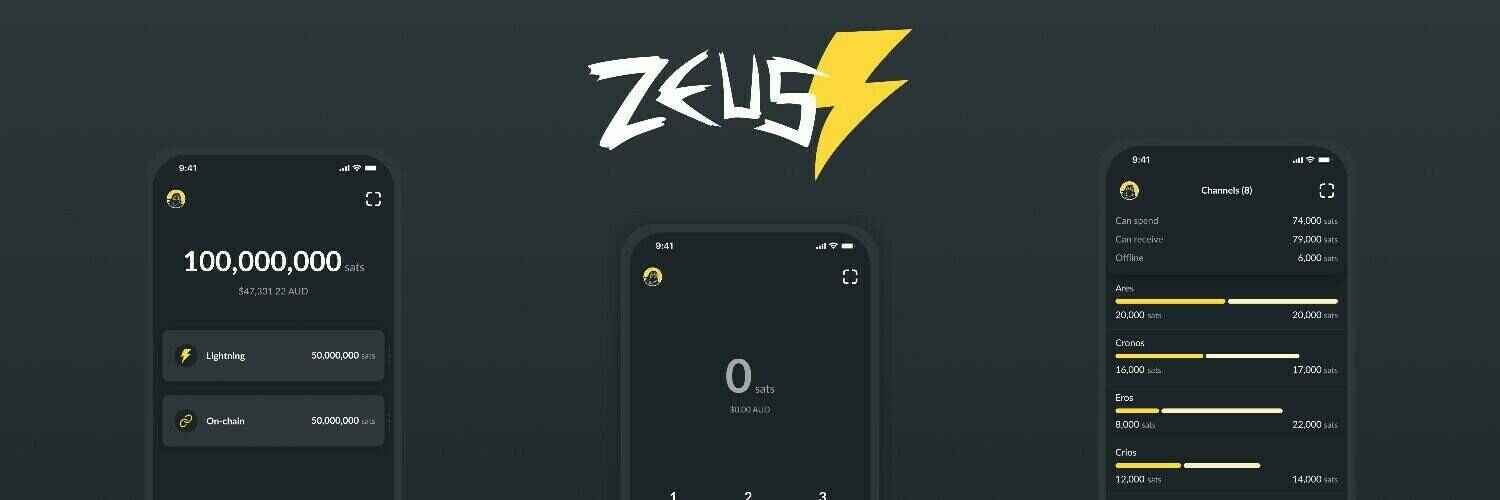 ZEUS
9:41
100,000,000 sats
$47,331.22 AUD
Lightning 50,000,000 sats
On-chain 50,000,000 sats
9:41
0 sats
$0.00 AUD
1 2 3
9:41
Channels (8)
Can spend 74,000 sats
Can receive 79,000 sats
Offline 6,000 sats
Ares
20,000 sats 20,000 sats
Cronos
16,000 sats 17,000 sats
Eros
8,000 sats 22,000 sats
Crios
12,000 sats 14,000 sats